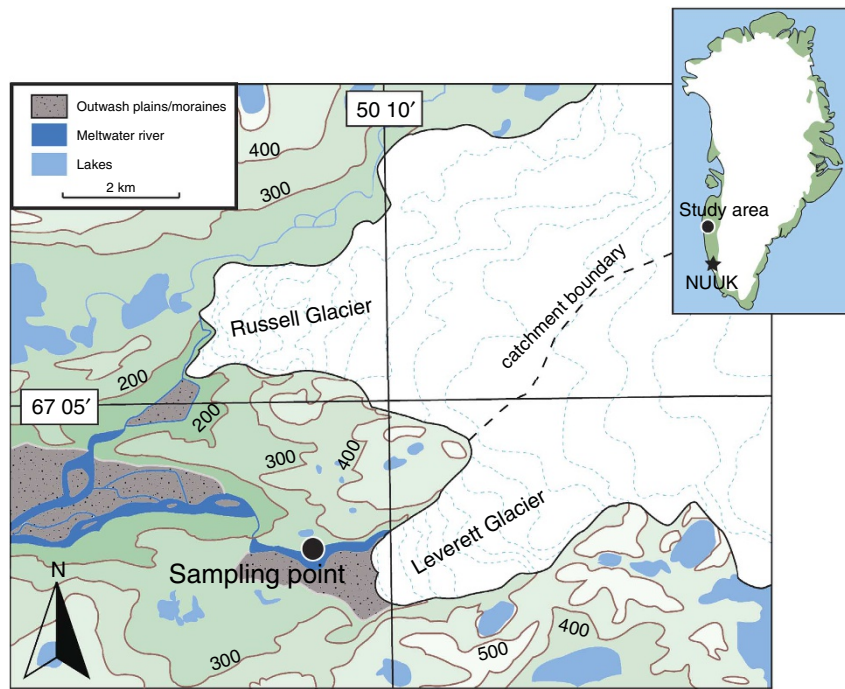 Outwash plains/moraines
Meltwater river
Lakes
2 km
50 10′
400
300
Study area
NUUK
Russell Glacier
catchment boundary
200
67 05′
200
300
400
Leverett Glacier
Sampling point
N
300
500
400